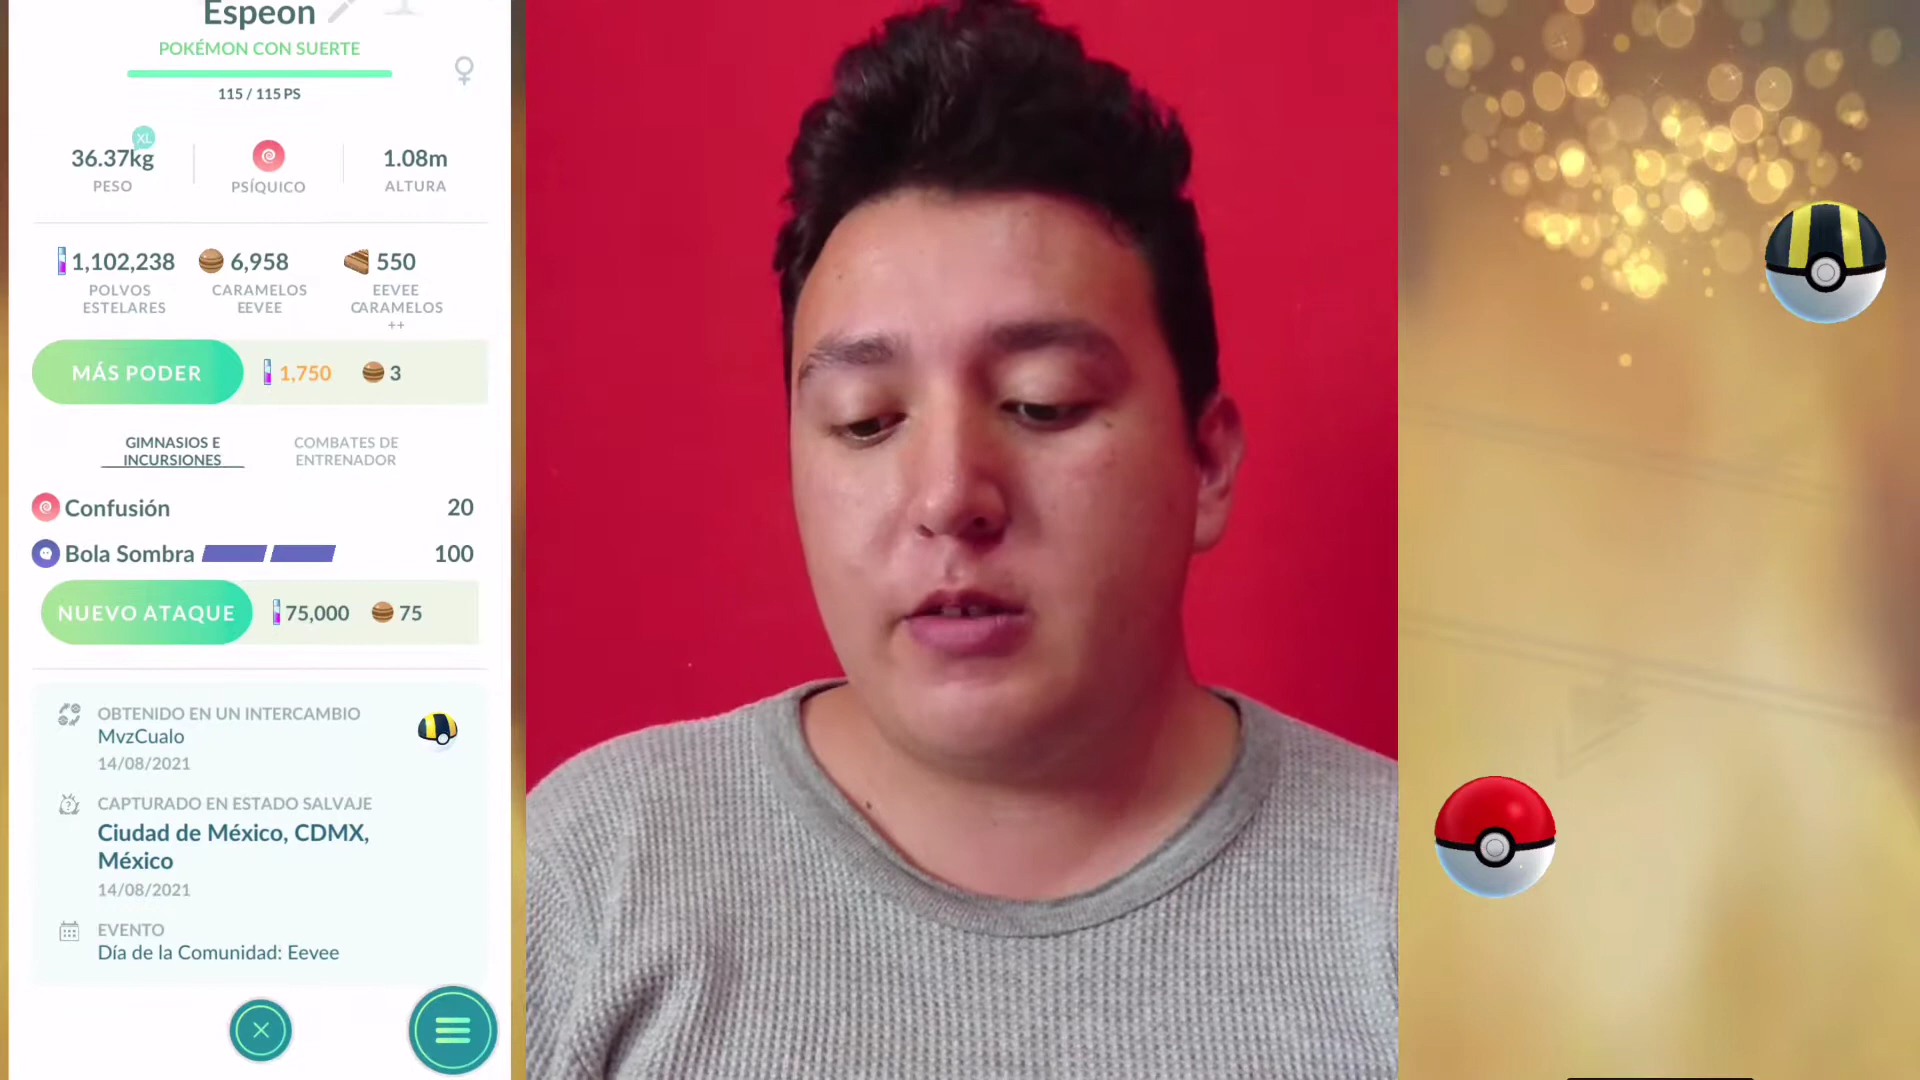 Espeon
POKÉMON CON SUERTE
115 / 115 PS
XL
36.37kg
PESO
PSÍQUICO
1.08m
ALTURA
1,102,238
POLVOS
ESTELARES
6,958
CARAMELOS
EEVEE
550
EEVEE
CARAMELOS
++
MÁS PODER
1,750
3
GIMNASIOS E
INCURSIONES
COMBATES DE
ENTRENADOR
Confusión
20
Bola Sombra
100
NUEVO ATAQUE
75,000
75
OBTENIDO EN UN INTERCAMBIO
MvzCualo
14/08/2021
CAPTURADO EN ESTADO SALVAJE
Ciudad de México, CDMX,
México
14/08/2021
EVENTO
Día de la Comunidad: Eevee